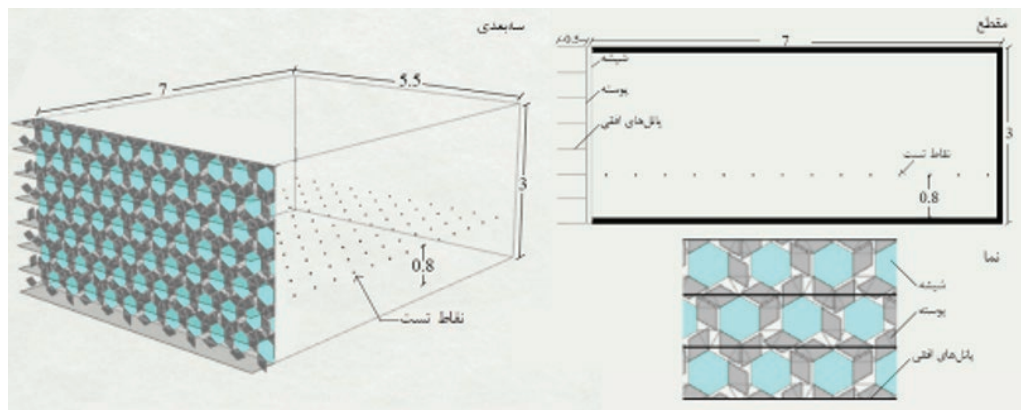 سه‌بعدی
7
5.5
3
0.8
نقاط تست
مقطع
0.5
7
شیشه
پوسته
پانل‌های افقی
نقاط تست
3
0.8
نما
شیشه
پوسته
پانل‌های افقی